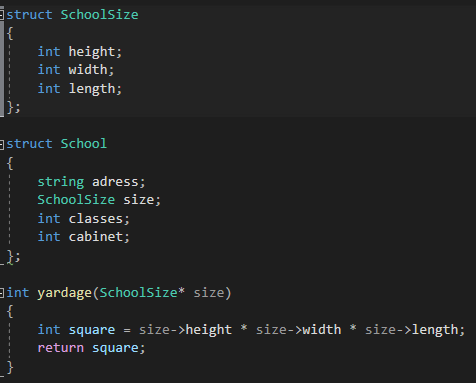 struct SchoolSize
{
int height;
int width;
int length;
};
struct School
{
string adress;
SchoolSize size;
int classes;
int cabinet;
};
int yardage(SchoolSize* size)
{
int square = size->height * size->width * size->length;
return square;
}